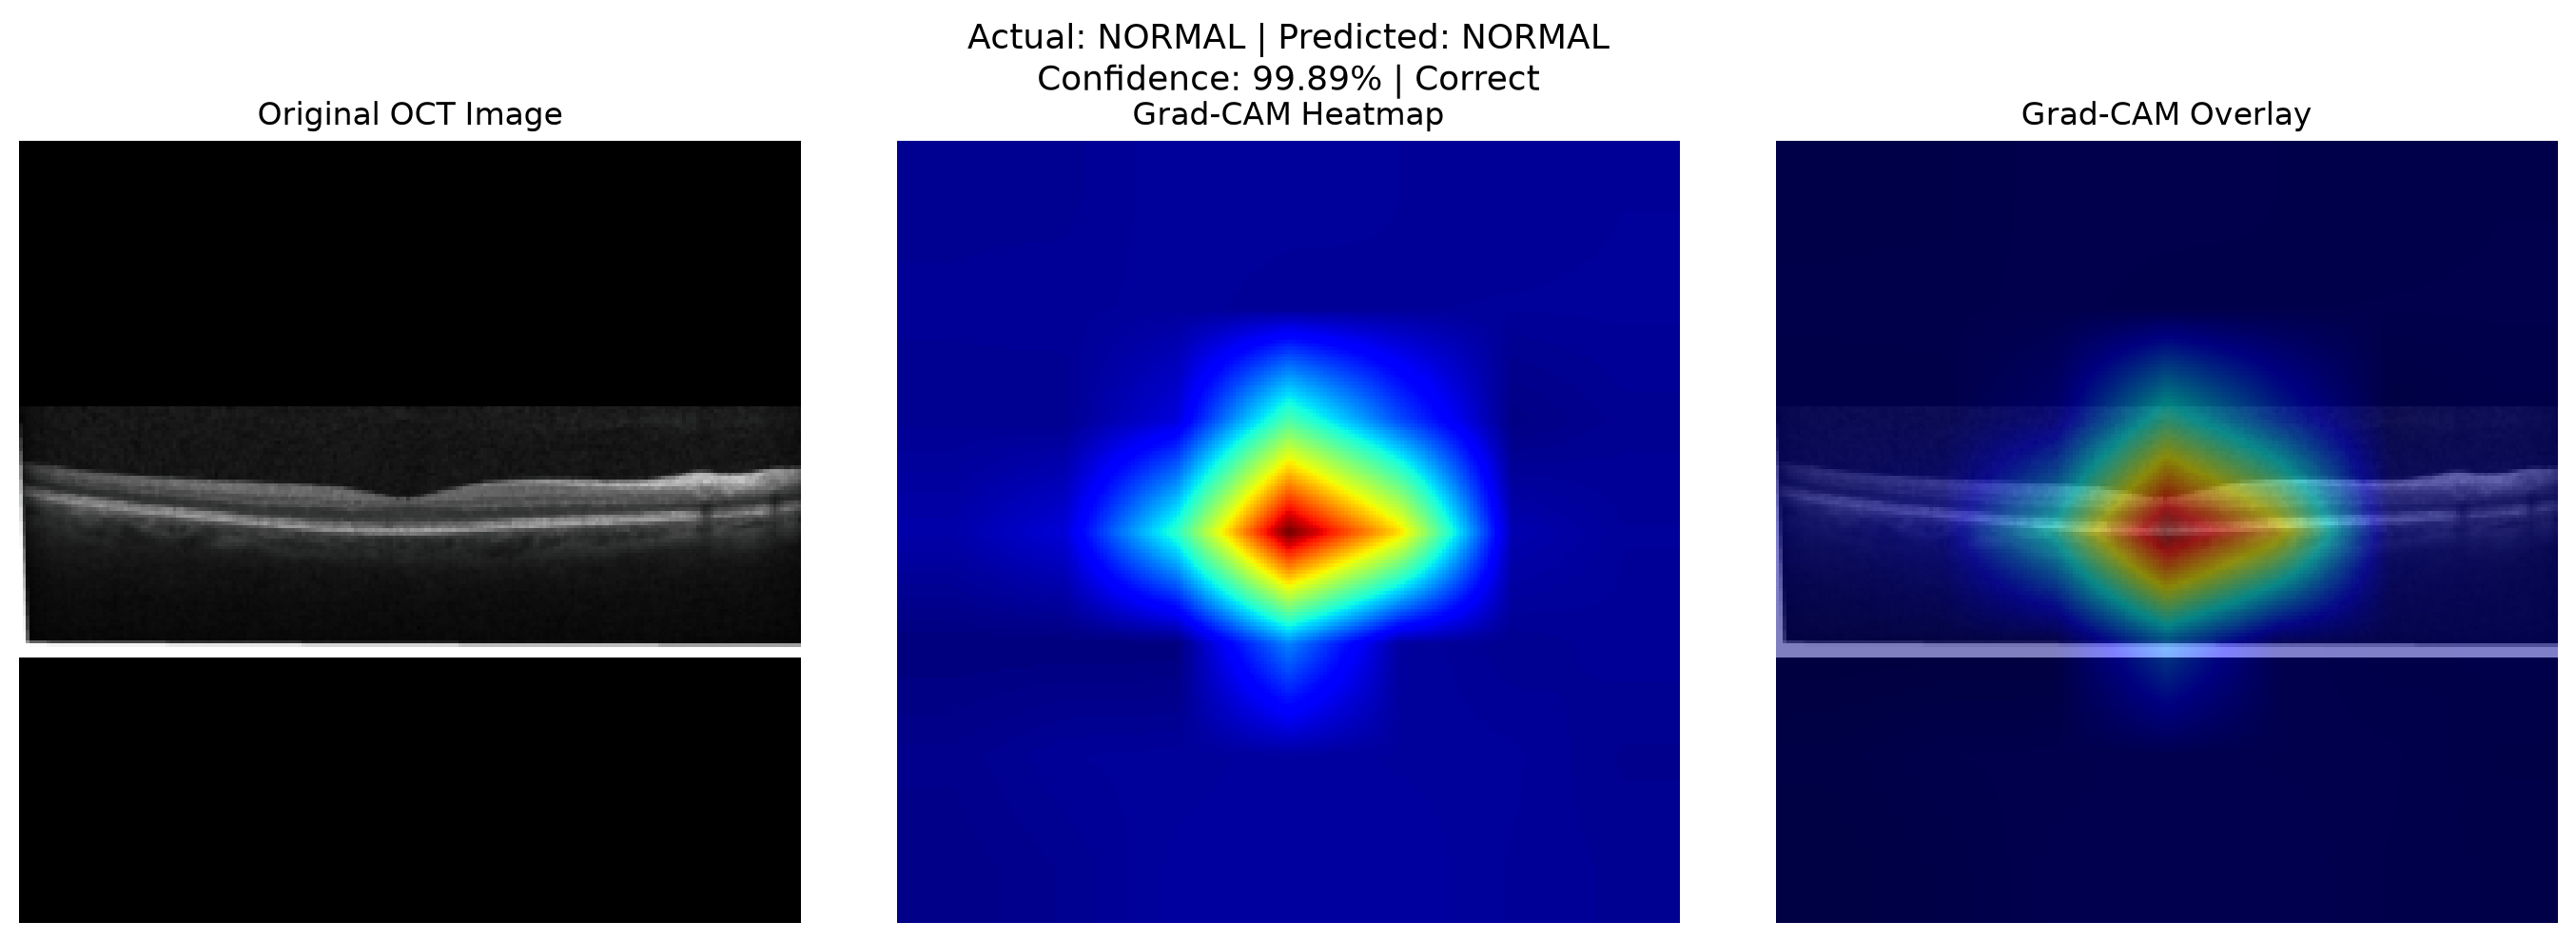 Actual: NORMAL | Predicted: NORMAL
Confidence: 99.89% | Correct
Original OCT Image
Grad-CAM Heatmap
Grad-CAM Overlay